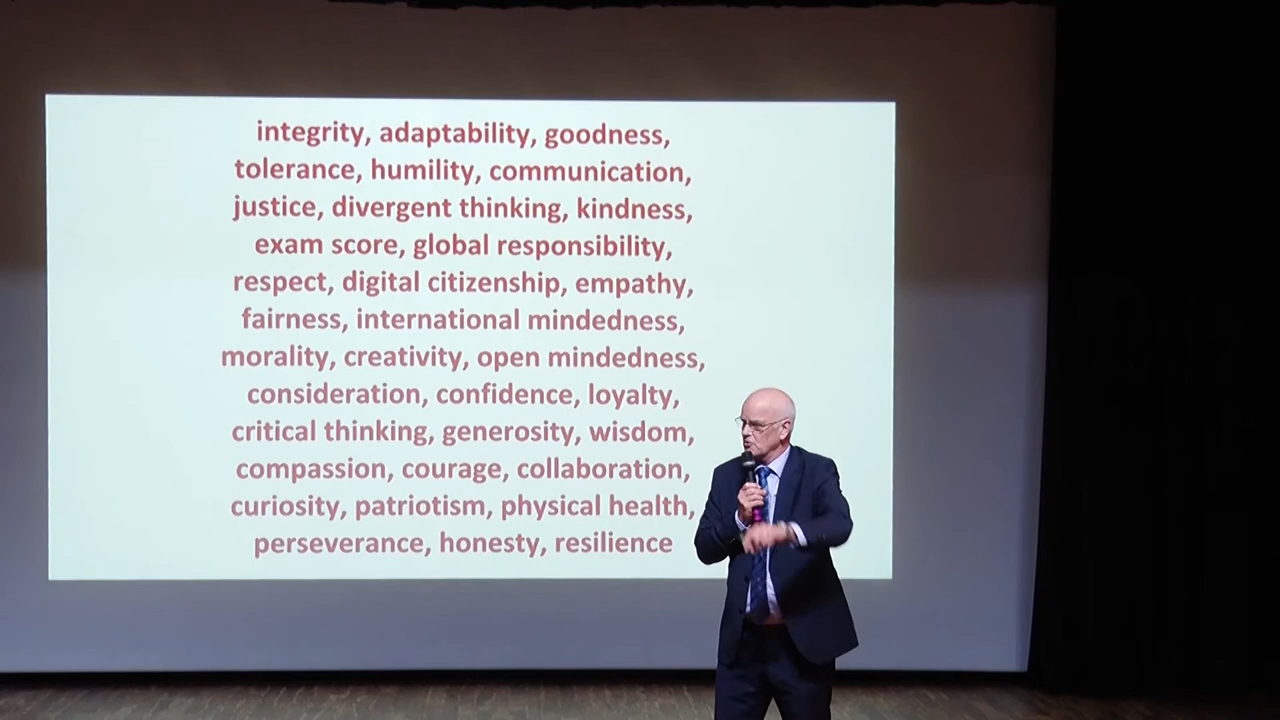 integrity, adaptability, goodness,
tolerance, humility, communication,
justice, divergent thinking, kindness,
exam score, global responsibility,
respect, digital citizenship, empathy,
fairness, international mindedness,
morality, creativity, open mindedness,
consideration, confidence, loyalty,
critical thinking, generosity, wisdom,
compassion, courage, collaboration,
curiosity, patriotism, physical health,
perseverance, honesty, resilience